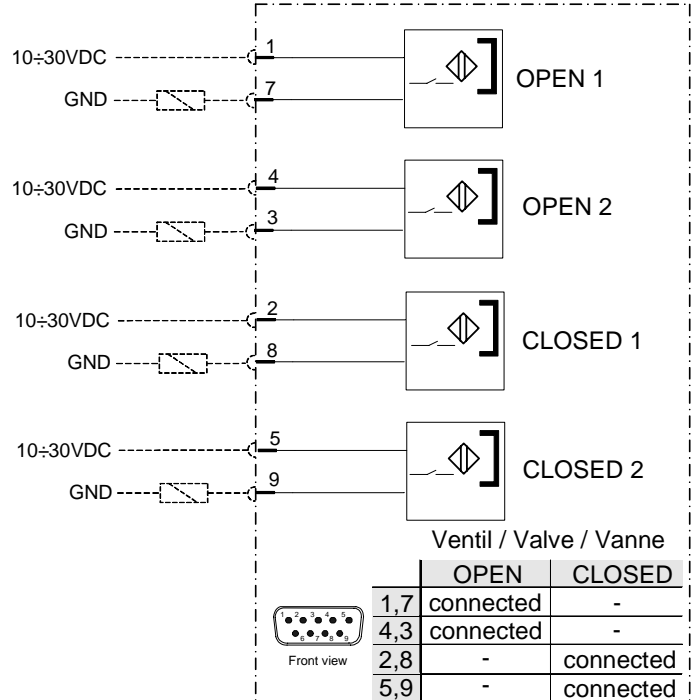 10÷30VDC 1
GND 7
OPEN 1
10÷30VDC 4
GND 3
OPEN 2
10÷30VDC 2
GND 8
CLOSED 1
10÷30VDC 5
GND 9
CLOSED 2
Ventil / Valve / Vanne
OPEN CLOSED
1,7 connected -
4,3 connected -
2,8 - connected
5,9 - connected
1 2 3 4 5
6 7 8 9
Front view